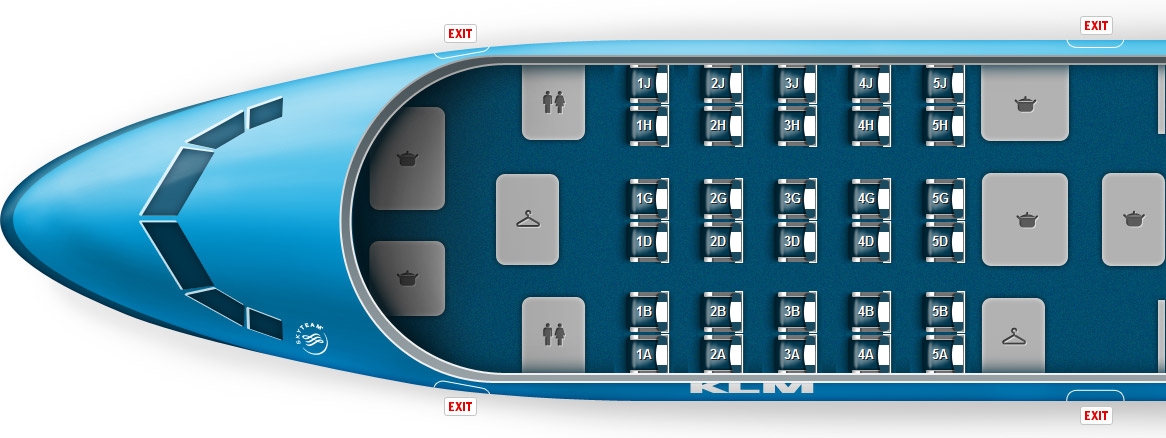 EXIT
EXIT
1J 2J 3J 4J 5J
1H 2H 3H 4H 5H
1G 2G 3G 4G 5G
1D 2D 3D 4D 5D
1B 2B 3B 4B 5B
SKYTEAM
1A 2A 3A 4A 5A
KLM
EXIT
EXIT